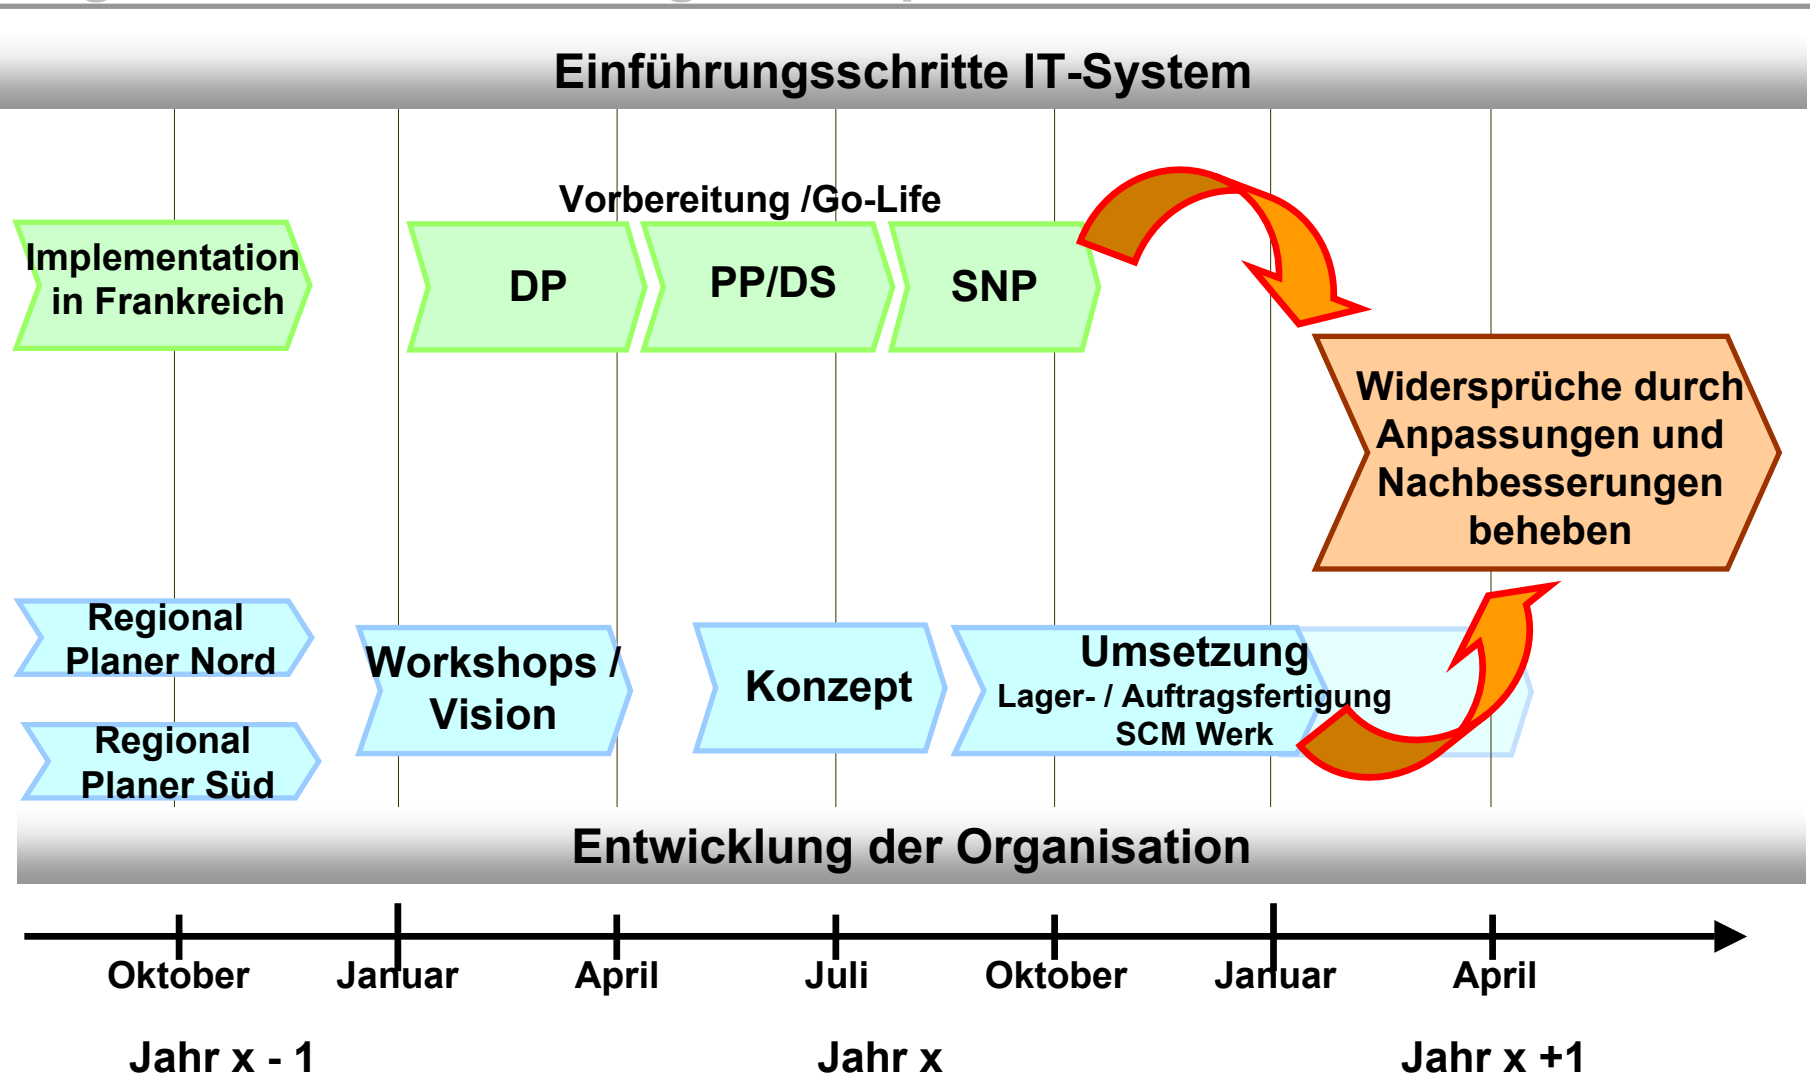 Einführungsschritte IT-System
Vorbereitung /Go-Life
Implementation
in Frankreich
DP
PP/DS
SNP
Widersprüche durch
Anpassungen und
Nachbesserungen
beheben
Regional
Planer Nord
Regional
Planer Süd
Workshops /
Vision
Konzept
Umsetzung
Lager- / Auftragsfertigung
SCM Werk
Entwicklung der Organisation
Oktober Januar April Juli Oktober Januar April
Jahr x - 1 Jahr x Jahr x +1